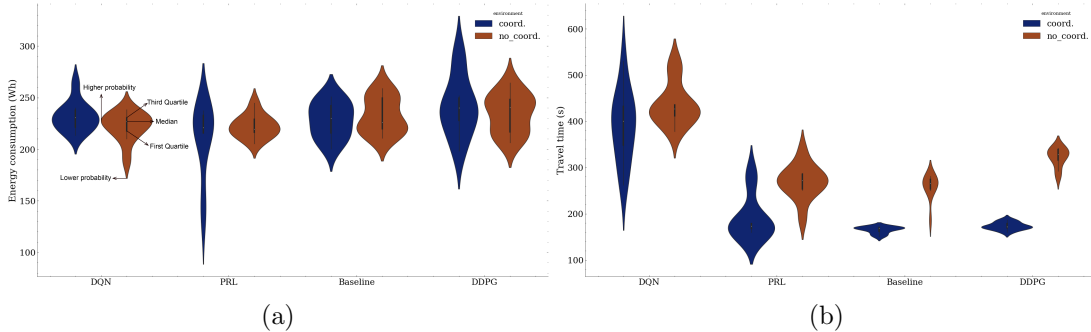 environment
coord.
no_coord.
Energy consumption (Wh)
300
250
200
150
100
Higher probability
Third Quartile
Median
First Quartile
Lower probability
DQN
PRL
Baseline
DDPG
(a)
environment
coord.
no_coord.
Travel time (s)
600
500
400
300
200
100
DQN
PRL
Baseline
DDPG
(b)